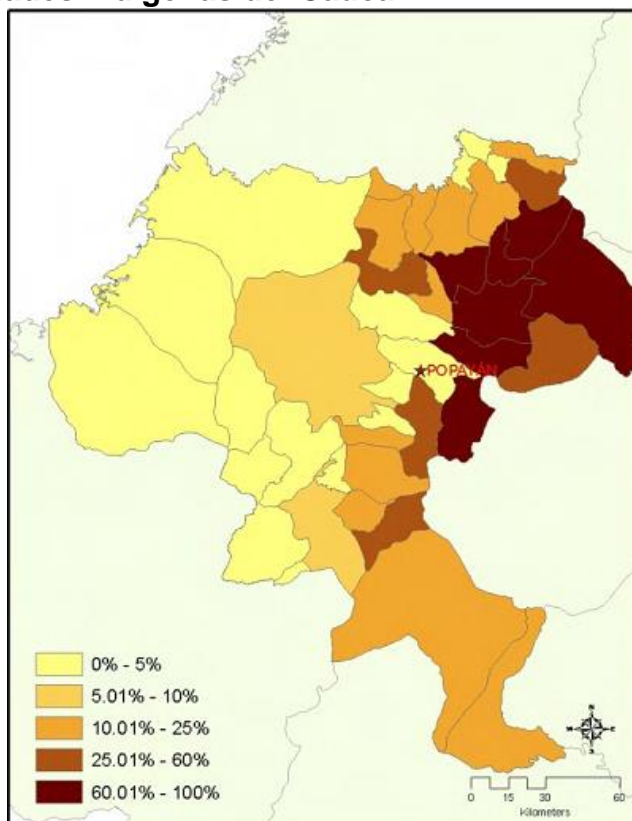 POPAYÁN
0% - 5%
5.01% - 10%
10.01% - 25%
25.01% - 60%
60.01% - 100%
N
W E
S
0 15 30 60
Kilometers